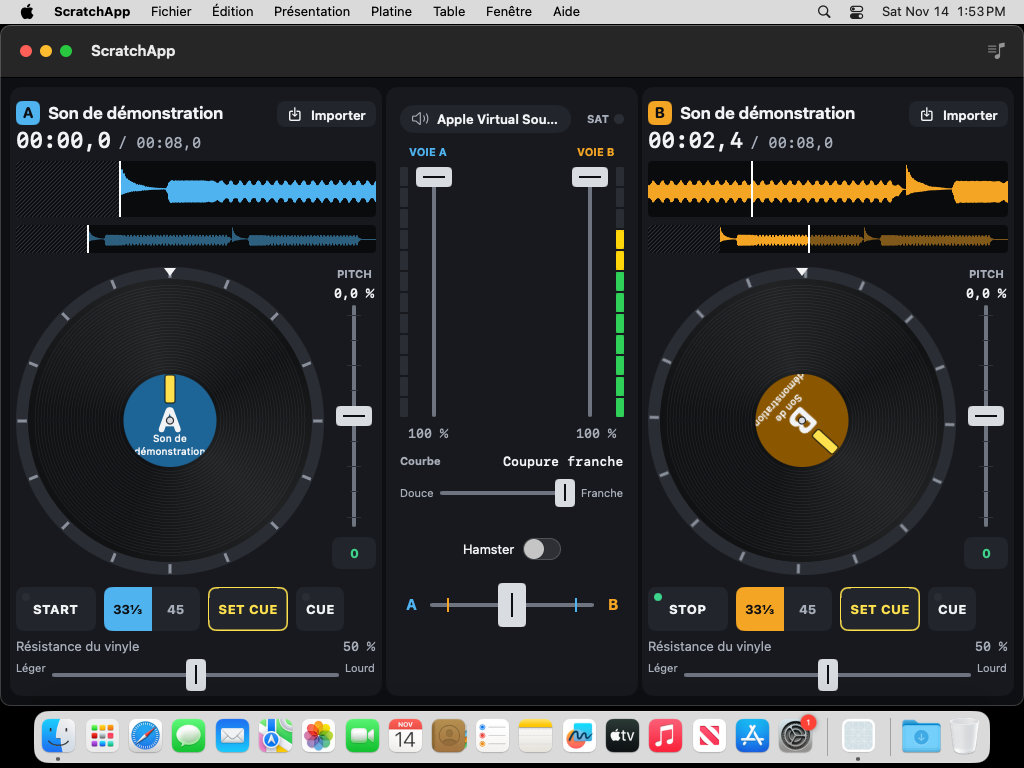 ScratchApp Fichier Édition Présentation Platine Table Fenêtre Aide Sat Nov 14 1:53 PM
ScratchApp
A Son de démonstration Importer
00:00,0 / 00:08,0
PITCH
0,0 %
A
Son de
démonstration
0
START 33⅓ 45 SET CUE CUE
Résistance du vinyle 50 %
Léger Lourd
Apple Virtual Sou... SAT
VOIE A VOIE B
100 % 100 %
Courbe Coupure franche
Douce Franche
Hamster
A B
B Son de démonstration Importer
00:02,4 / 00:08,0
PITCH
0,0 %
B
Son de
démonstration
0
STOP 33⅓ 45 SET CUE CUE
Résistance du vinyle 50 %
Léger Lourd
NOV
14
tv
1